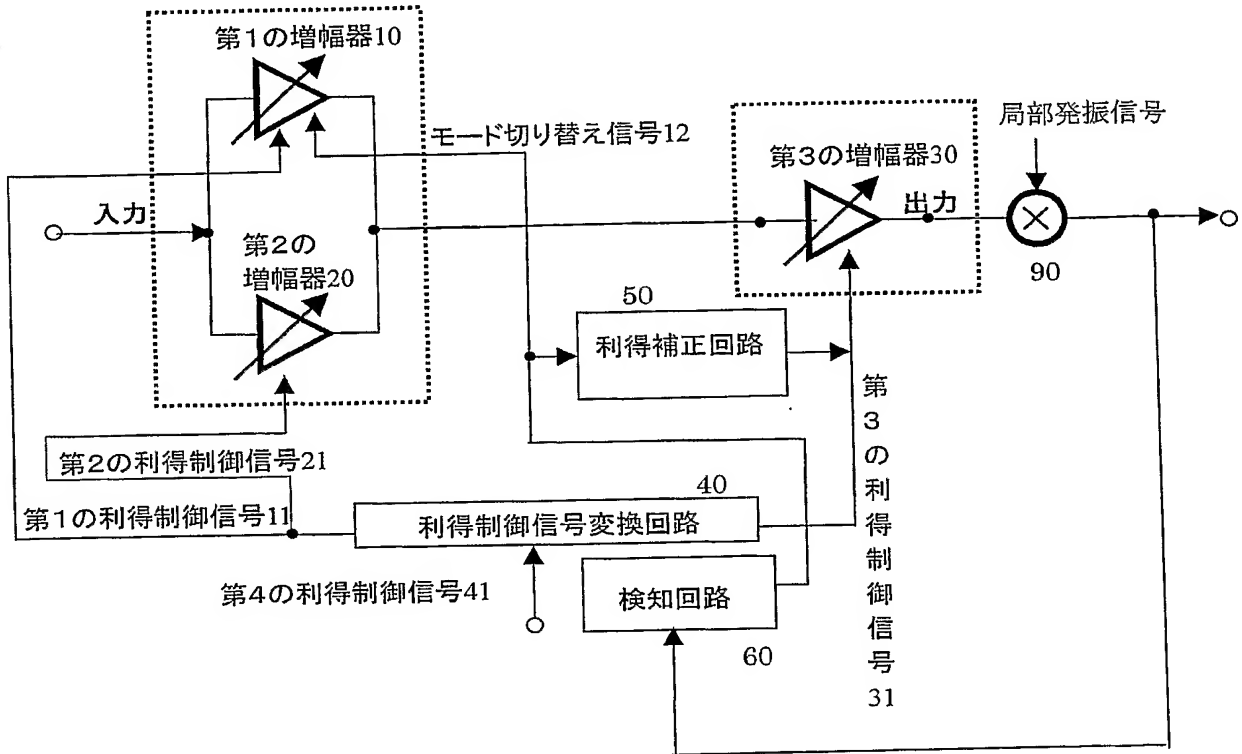 第1の増幅器10
局部発振信号
モード切り替え信号12
第3の増幅器30
入力
出力
第2の
増幅器20
90
50
利得補正回路
第3の利得制御信号31
第2の利得制御信号21
40
第1の利得制御信号11
利得制御信号変換回路
第4の利得制御信号41
検知回路
60